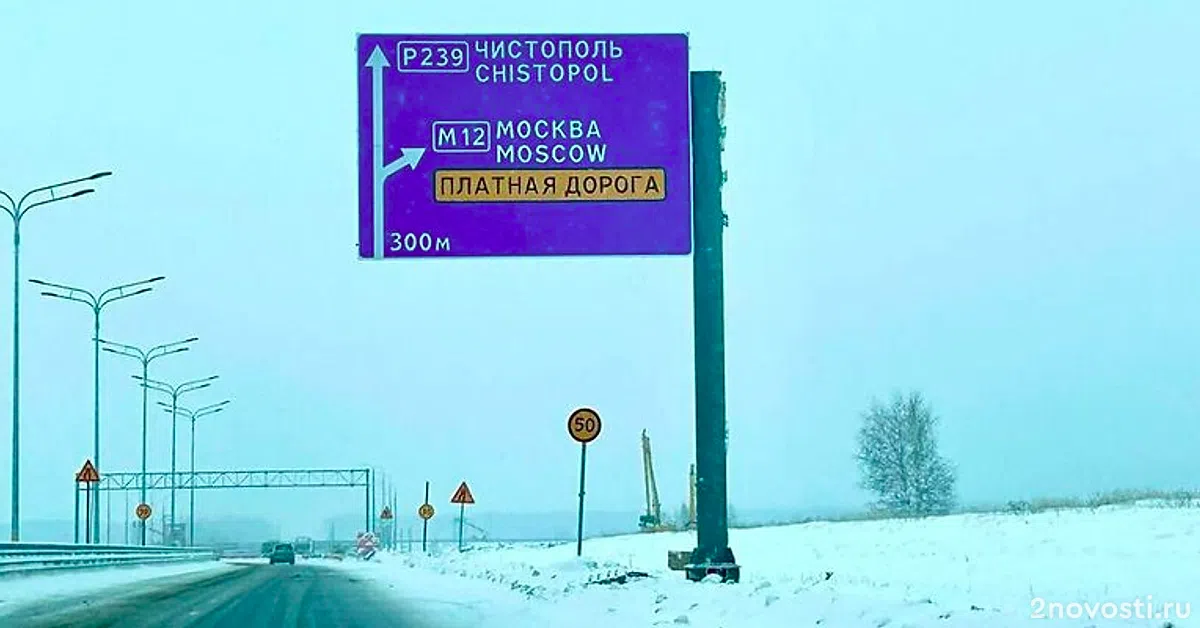 Р239 ЧИСТОПОЛЬ
CHISTOPOL
М12 МОСКВА
MOSCOW
ПЛАТНАЯ ДОРОГА
300м
50
2novosti.ru